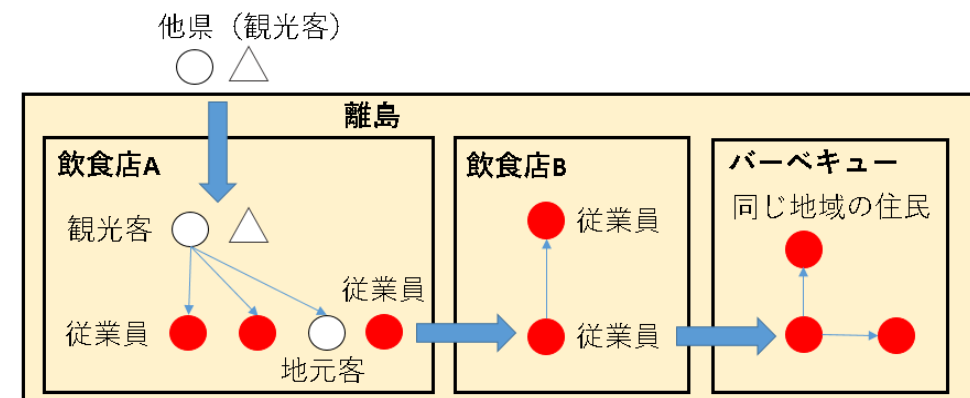 他県（観光客）
離島
飲食店A
観光客
従業員
地元客
従業員
飲食店B
従業員
従業員
バーベキュー
同じ地域の住民